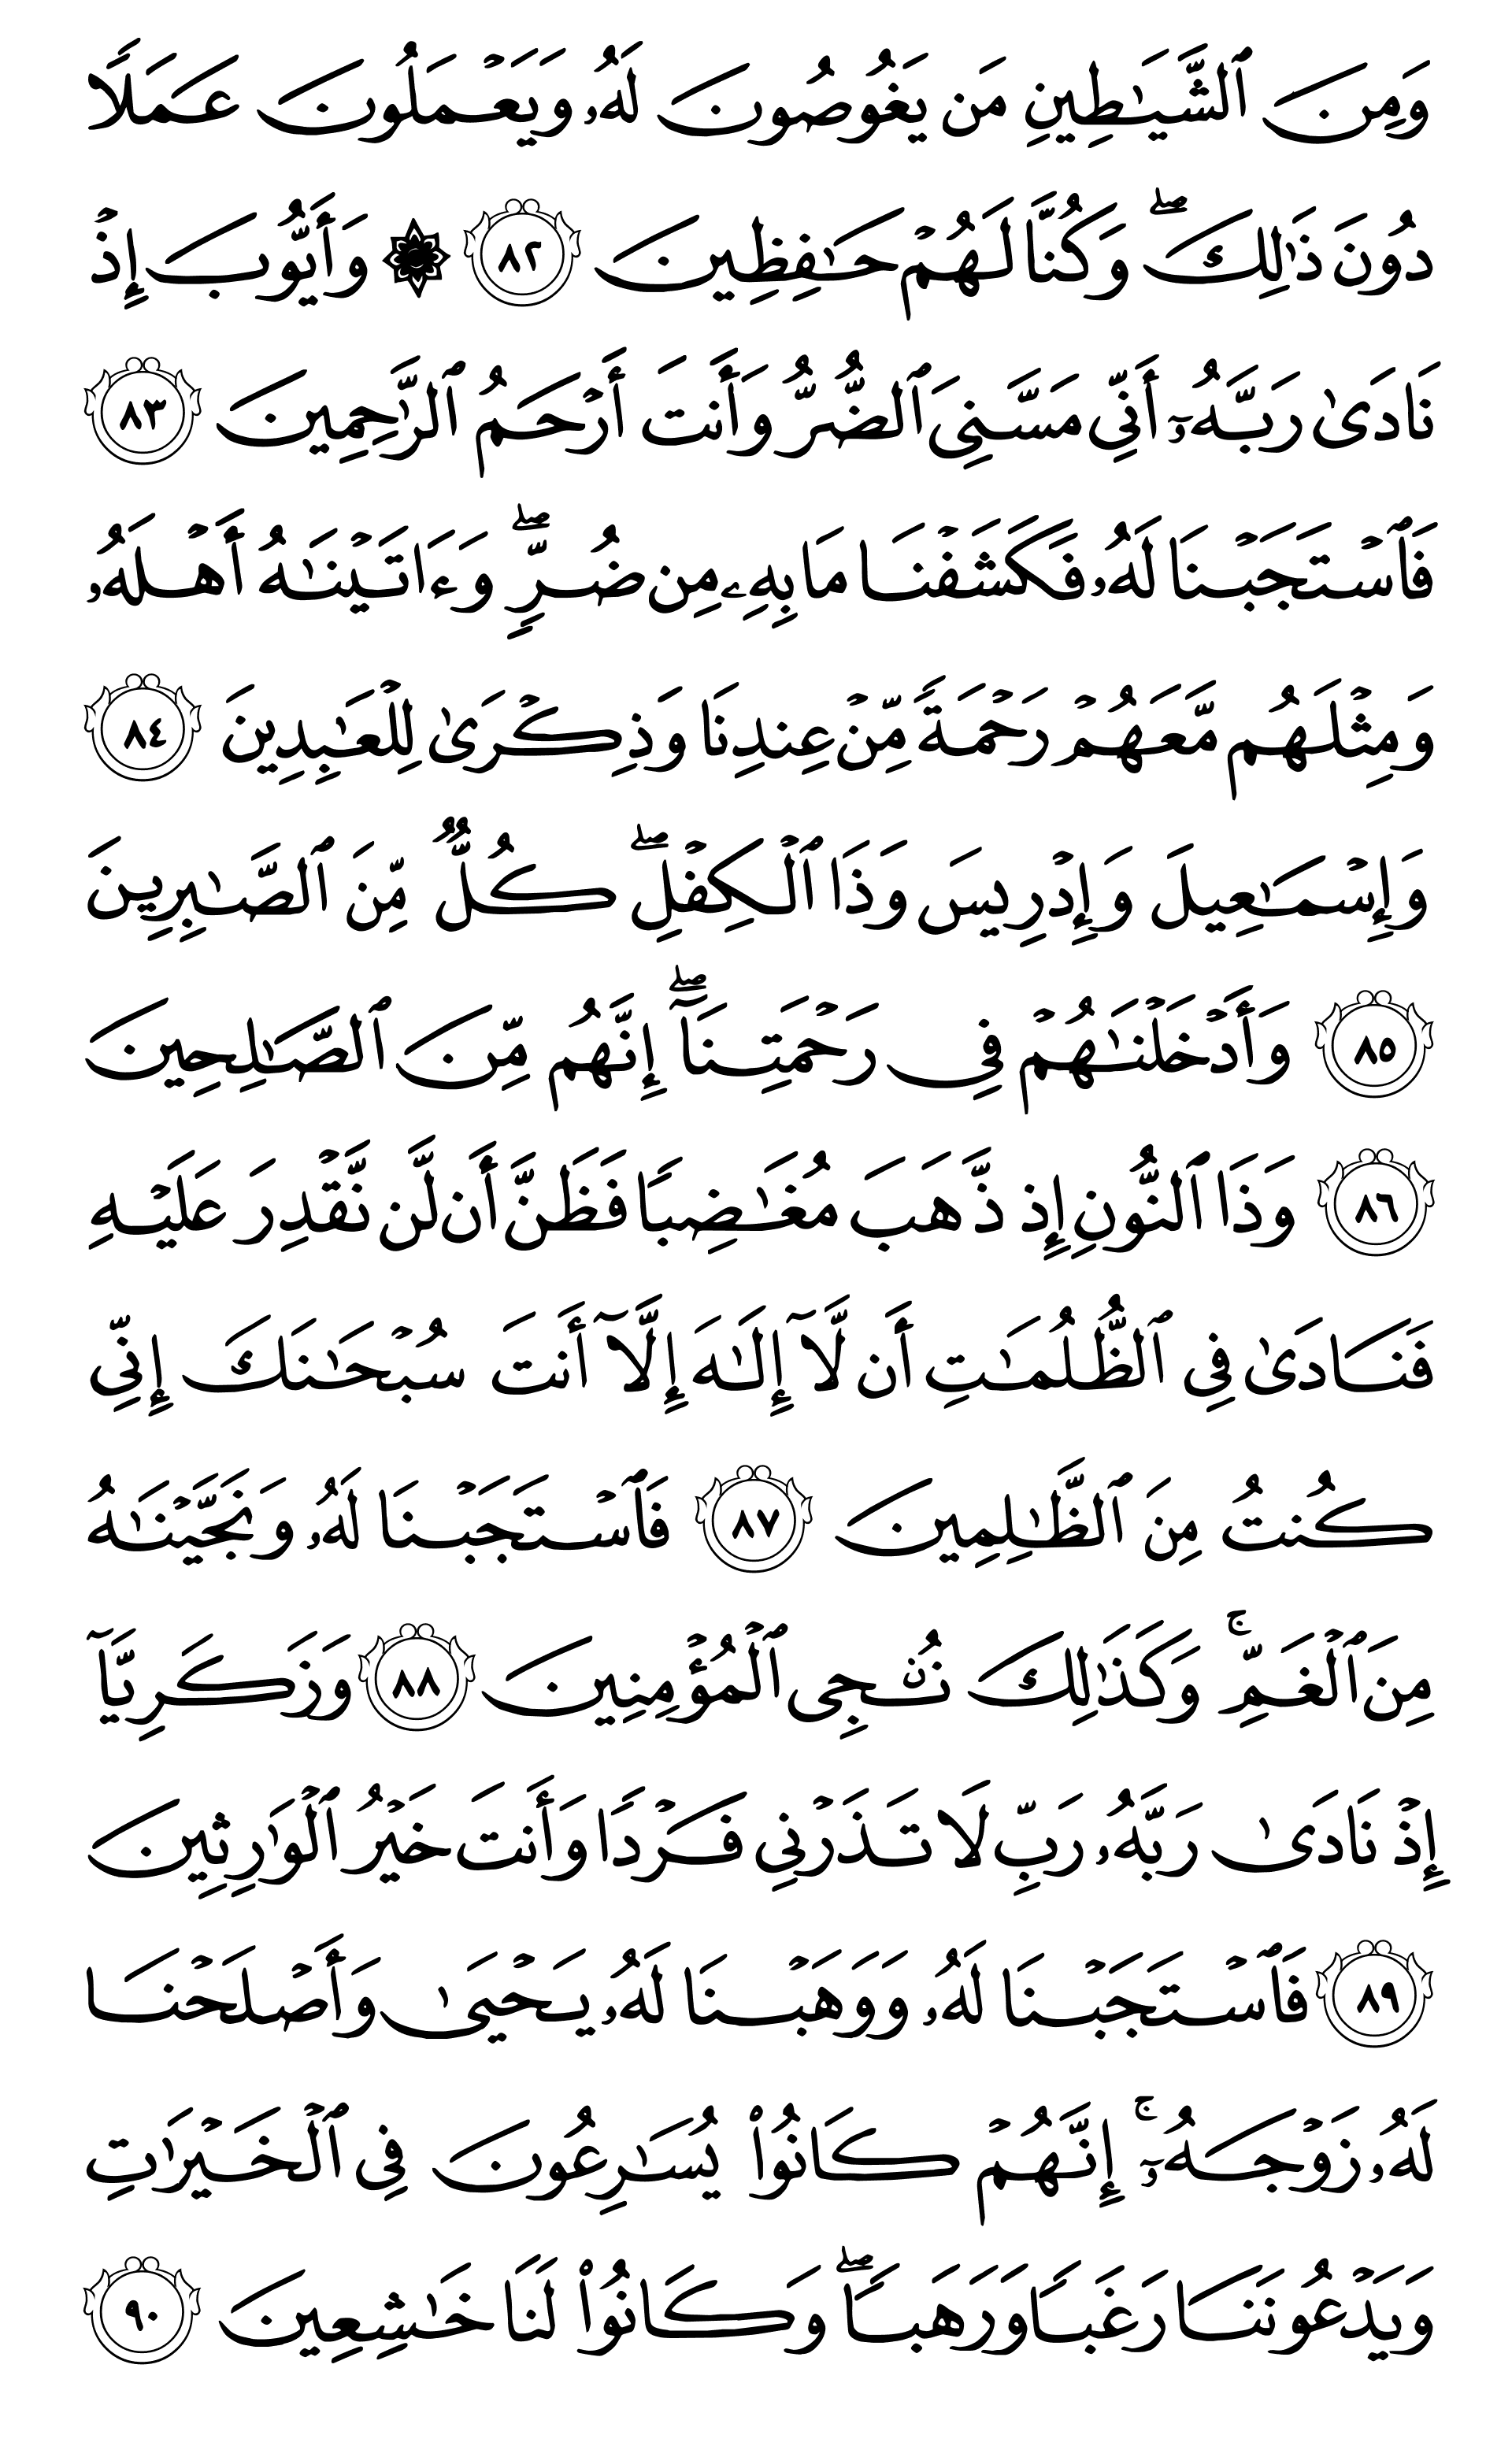 وَمِنَ ٱلشَّيَـٰطِينِ مَن يَغُوصُونَ لَهُۥ وَيَعۡمَلُونَ عَمَلٗا
دُونَ ذَٰلِكَۖ وَكُنَّا لَهُمۡ حَـٰفِظِينَ ٨٢ ۞ وَأَيُّوبَ إِذۡ
نَادَىٰ رَبَّهُۥٓ أَنِّي مَسَّنِيَ ٱلضُّرُّ وَأَنتَ أَرۡحَمُ ٱلرَّٰحِمِينَ ٨٣
فَٱسۡتَجَبۡنَا لَهُۥ فَكَشَفۡنَا مَا بِهِۦ مِن ضُرّٖۖ وَءَاتَيۡنَٰهُ أَهۡلَهُۥ
وَمِثۡلَهُم مَّعَهُمۡ رَحۡمَةٗ مِّنۡ عِندِنَا وَذِكۡرَىٰ لِلۡعَٰبِدِينَ ٨٤
وَإِسۡمَٰعِيلَ وَإِدۡرِيسَ وَذَا ٱلۡكِفۡلِۖ كُلّٞ مِّنَ ٱلصَّـٰبِرِينَ
٨٥ وَأَدۡخَلۡنَٰهُمۡ فِي رَحۡمَتِنَآۖ إِنَّهُم مِّنَ ٱلصَّـٰلِحِينَ
٨٦ وَذَا ٱلنُّونِ إِذ ذَّهَبَ مُغَٰضِبٗا فَظَنَّ أَن لَّن نَّقۡدِرَ عَلَيۡهِ
فَنَادَىٰ فِي ٱلظُّلُمَٰتِ أَن لَّآ إِلَٰهَ إِلَّآ أَنتَ سُبۡحَٰنَكَ إِنِّي
كُنتُ مِنَ ٱلظَّـٰلِمِينَ ٨٧ فَٱسۡتَجَبۡنَا لَهُۥ وَنَجَّيۡنَٰهُ
مِنَ ٱلۡغَمِّۚ وَكَذَٰلِكَ نُـۨجِي ٱلۡمُؤۡمِنِينَ ٨٨ وَزَكَرِيَّآ
إِذۡ نَادَىٰ رَبَّهُۥ رَبِّ لَا تَذَرۡنِي فَرۡدٗا وَأَنتَ خَيۡرُ ٱلۡوَٰرِثِينَ
٨٩ فَٱسۡتَجَبۡنَا لَهُۥ وَوَهَبۡنَا لَهُۥ يَحۡيَىٰ وَأَصۡلَحۡنَا
لَهُۥ زَوۡجَهُۥٓۚ إِنَّهُمۡ كَانُواْ يُسَٰرِعُونَ فِي ٱلۡخَيۡرَٰتِ
وَيَدۡعُونَنَا رَغَبٗا وَرَهَبٗاۖ وَكَانُواْ لَنَا خَٰشِعِينَ ٩٠